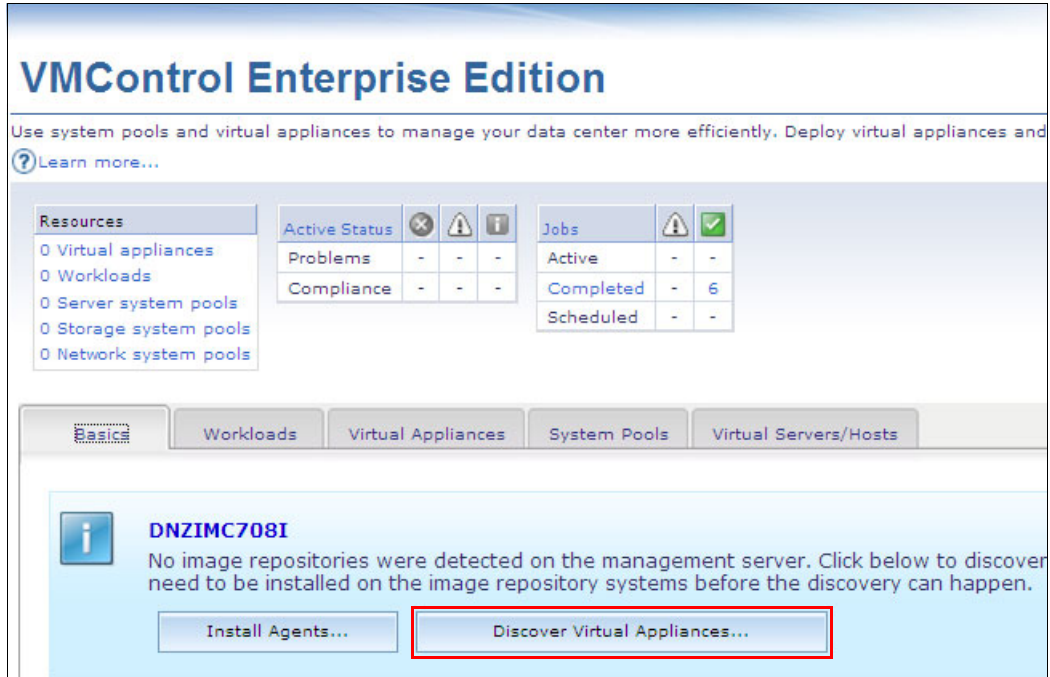 VMControl Enterprise Edition
Use system pools and virtual appliances to manage your data center more efficiently. Deploy virtual appliances and
?Learn more...
Resources
0 Virtual appliances
0 Workloads
0 Server system pools
0 Storage system pools
0 Network system pools
Active Status
Problems - - -
Compliance - - -
Jobs
Active - -
Completed - 6
Scheduled - -
Basics Workloads Virtual Appliances System Pools Virtual Servers/Hosts
i
DNZIMC708I
No image repositories were detected on the management server. Click below to discover
need to be installed on the image repository systems before the discovery can happen.
Install Agents... Discover Virtual Appliances...